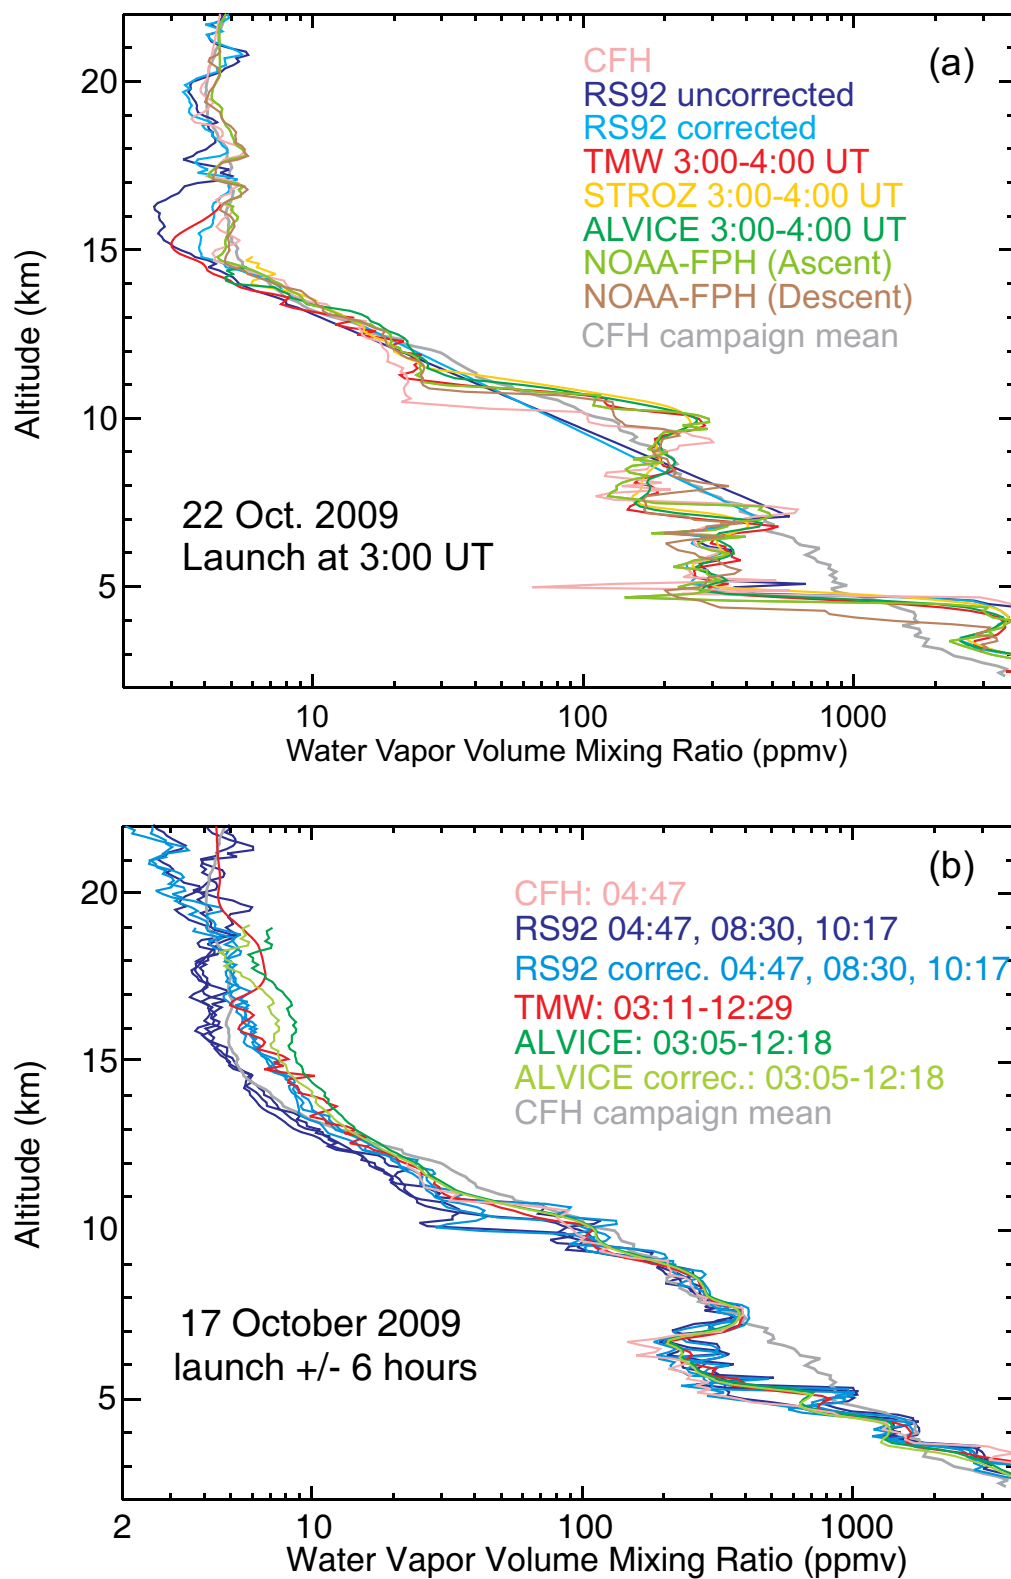 (a)
CFH
RS92 uncorrected
RS92 corrected
TMW 3:00-4:00 UT
STROZ 3:00-4:00 UT
ALVICE 3:00-4:00 UT
NOAA-FPH (Ascent)
NOAA-FPH (Descent)
CFH campaign mean
20
15
10
5
Altitude (km)
22 Oct. 2009
Launch at 3:00 UT
10
100
1000
Water Vapor Volume Mixing Ratio (ppmv)
(b)
CFH: 04:47
RS92 04:47, 08:30, 10:17
RS92 correc. 04:47, 08:30, 10:17
TMW: 03:11-12:29
ALVICE: 03:05-12:18
ALVICE correc.: 03:05-12:18
CFH campaign mean
20
15
10
5
Altitude (km)
17 October 2009
launch +/- 6 hours
2
10
100
1000
Water Vapor Volume Mixing Ratio (ppmv)